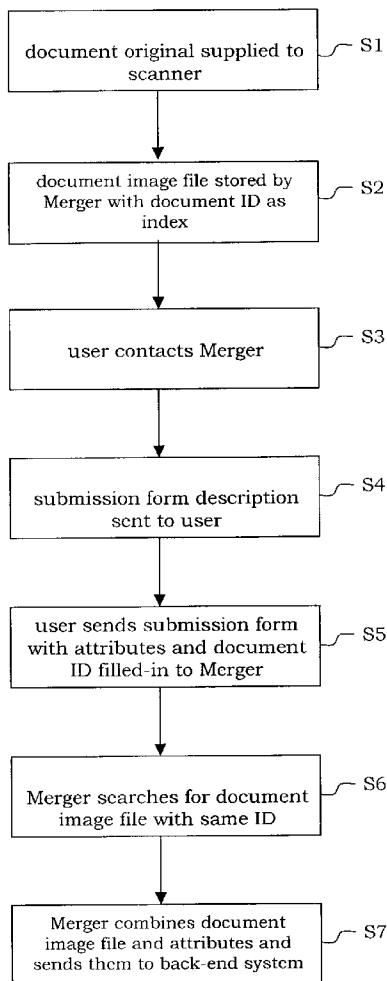 document original supplied to
scanner
S1
document image file stored by
Merger with document ID as
index
S2
user contacts Merger
S3
submission form description
sent to user
S4
user sends submission form
with attributes and document
ID filled-in to Merger
S5
Merger searches for document
image file with same ID
S6
Merger combines document
image file and attributes and
sends them to back-end system
S7